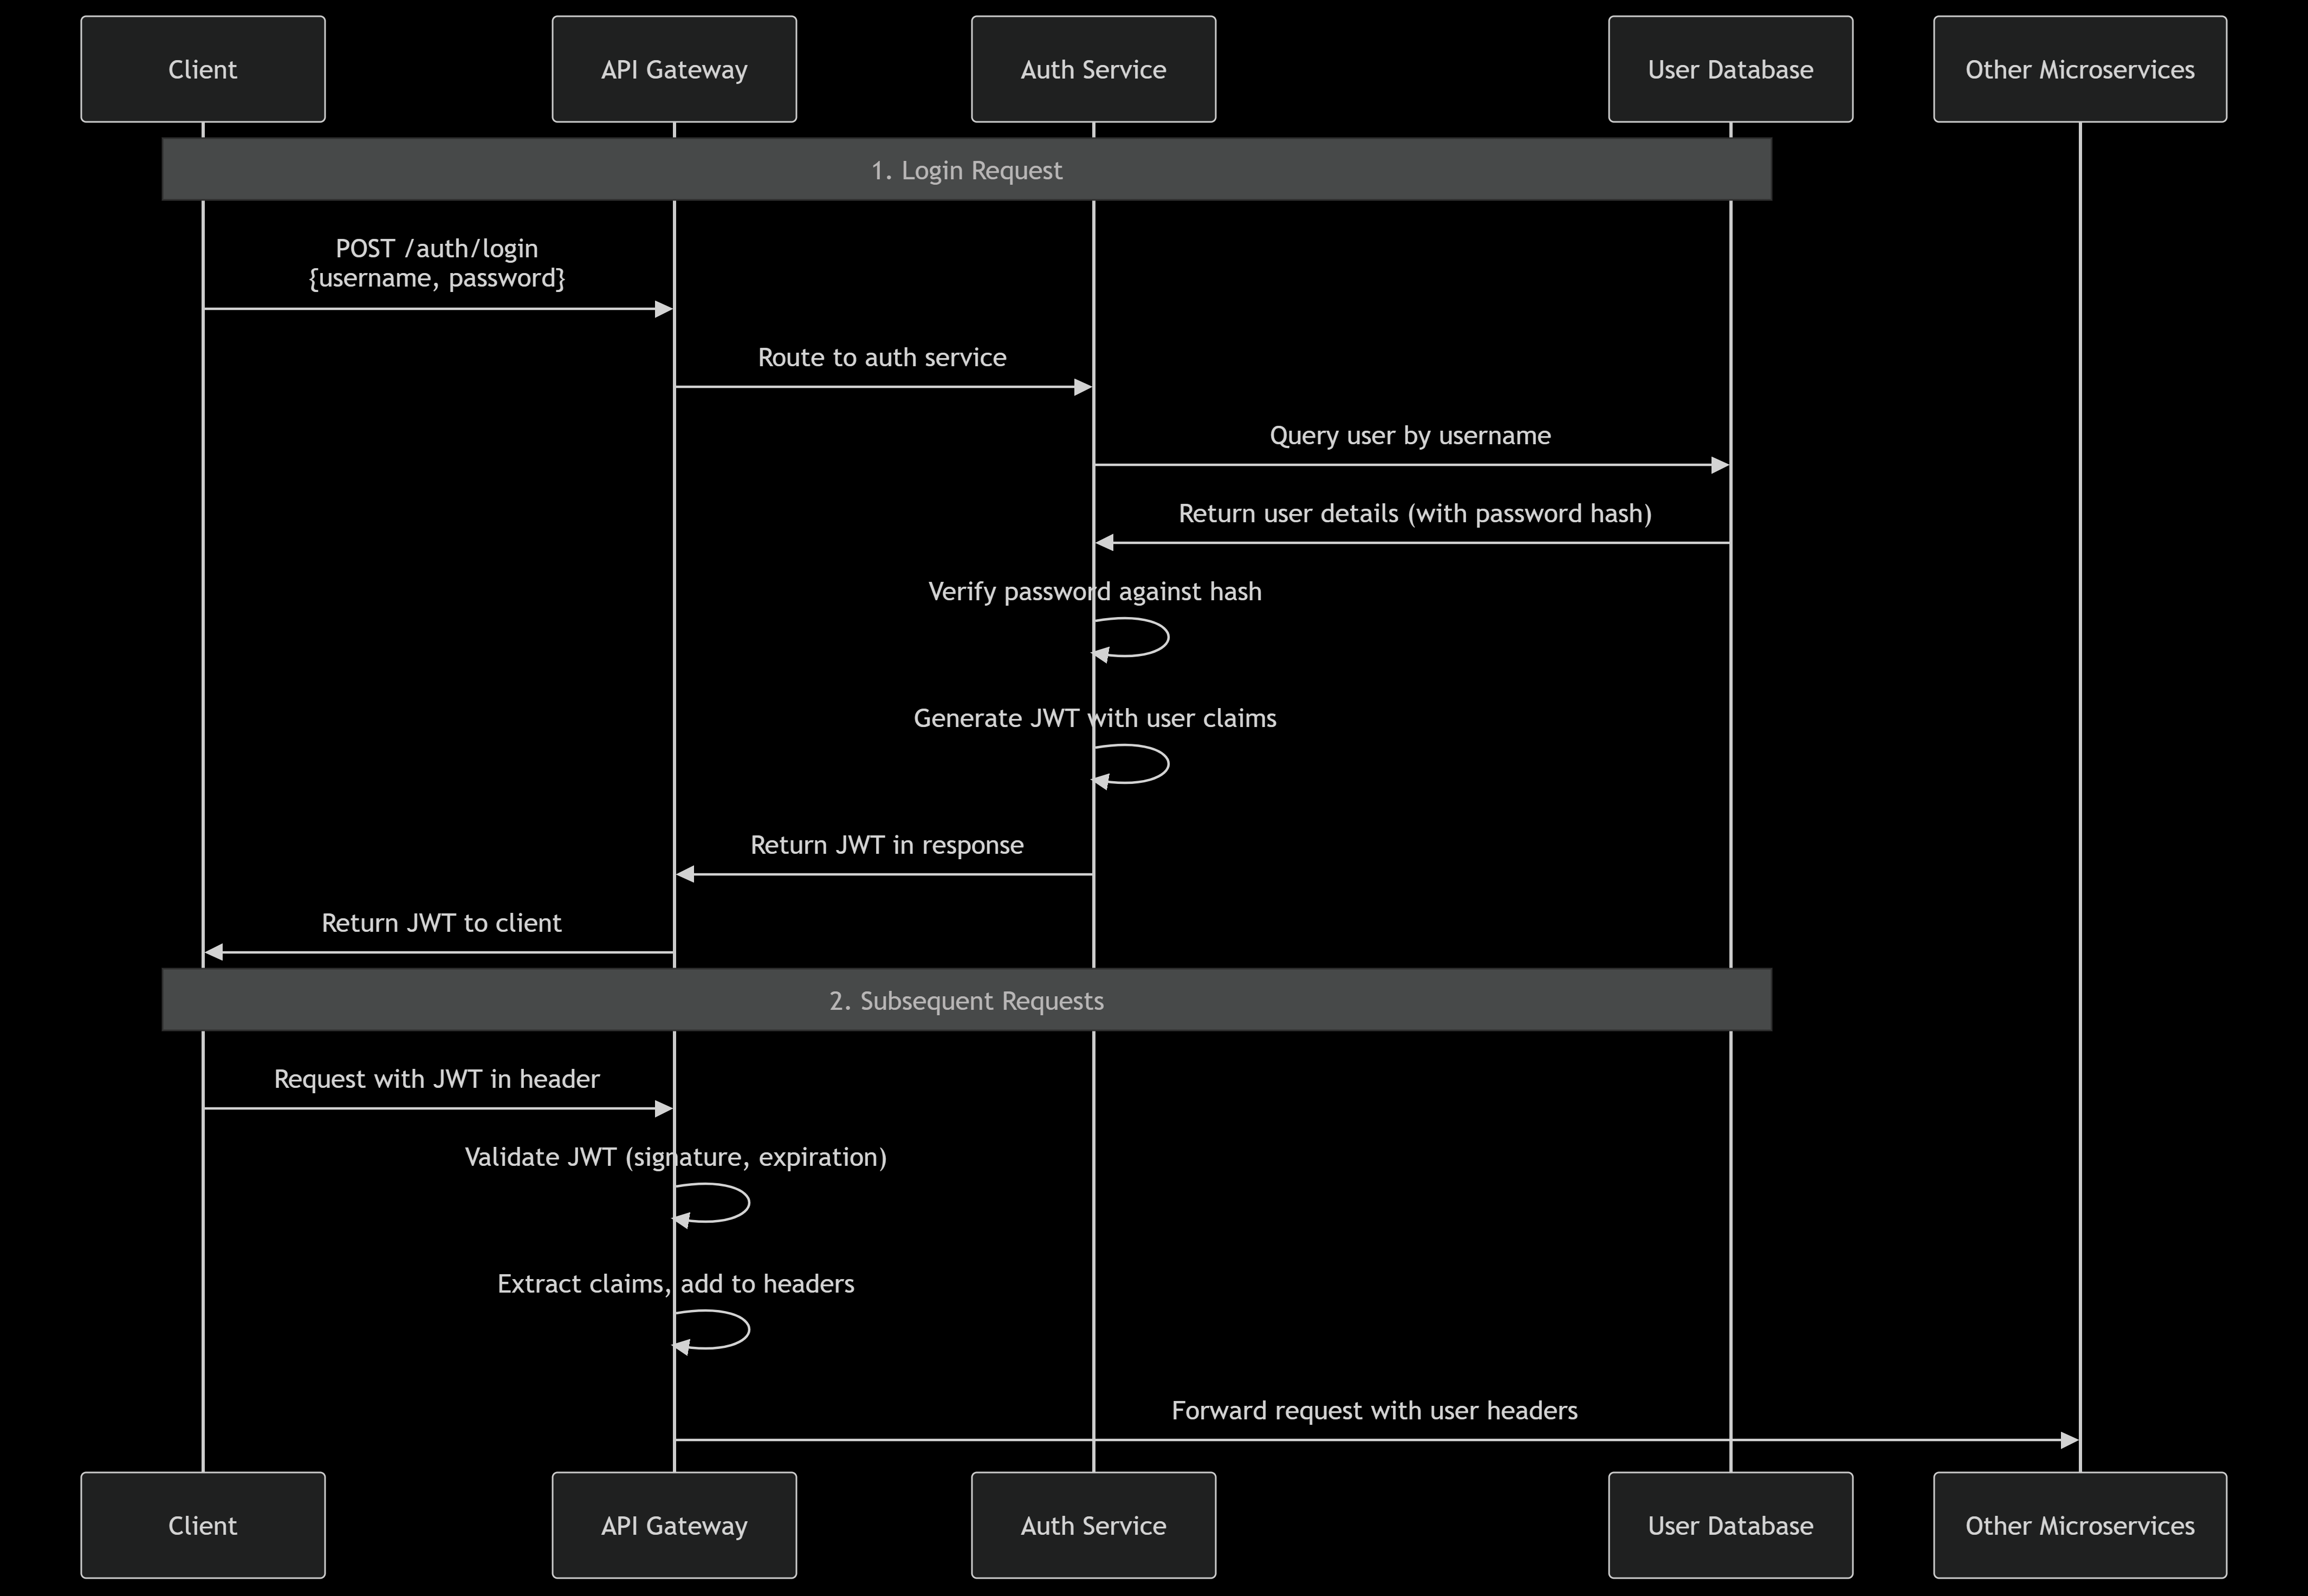 Client
API Gateway
Auth Service
User Database
Other Microservices
1. Login Request
POST /auth/login
{username, password}
Route to auth service
Query user by username
Return user details (with password hash)
Verify password against hash
Generate JWT with user claims
Return JWT in response
Return JWT to client
2. Subsequent Requests
Request with JWT in header
Validate JWT (signature, expiration)
Extract claims, add to headers
Forward request with user headers
Client
API Gateway
Auth Service
User Database
Other Microservices